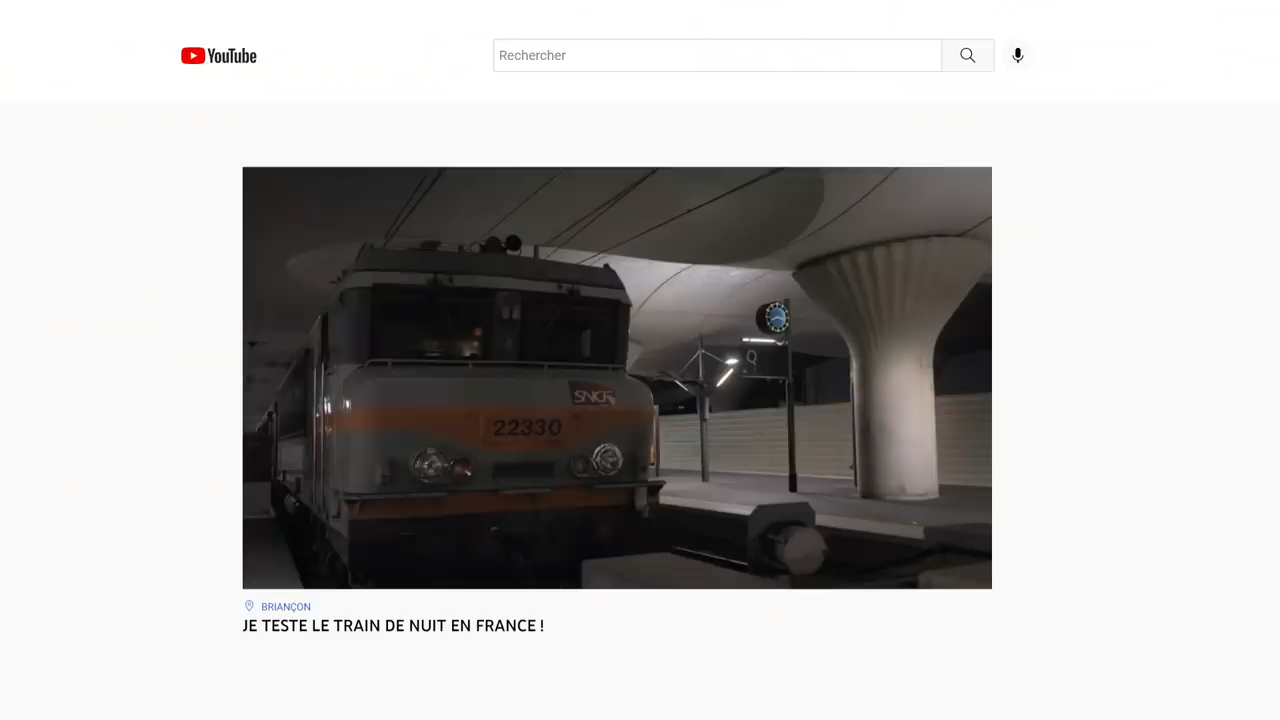 YouTube
Rechercher
Q
SNCF
22330
BRIANÇON
JE TESTE LE TRAIN DE NUIT EN FRANCE !